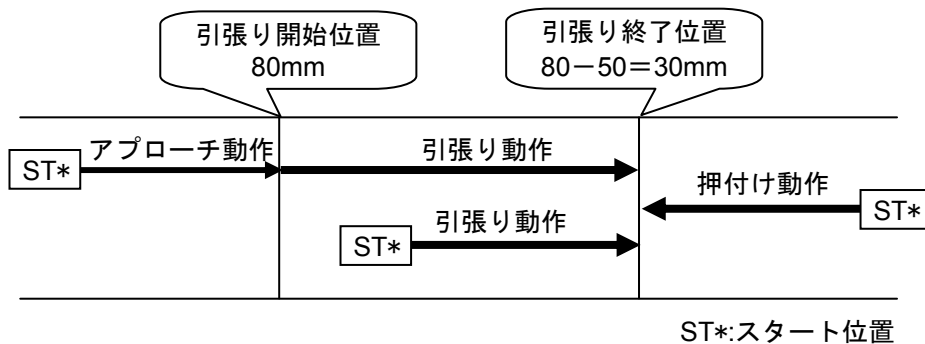 引張り開始位置
80mm
引張り終了位置
80－50＝30mm
ST*
アプローチ動作
引張り動作
押付け動作
ST*
ST*
引張り動作
ST*:スタート位置